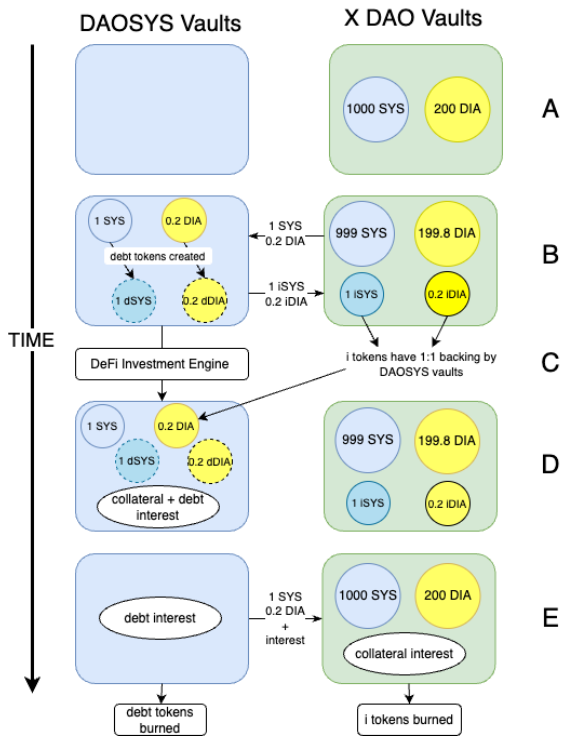 DAOSYS Vaults
X DAO Vaults
1000 SYS
200 DIA
A
1 SYS
0.2 DIA
debt tokens created
1 dSYS
0.2 dDIA
1 SYS
0.2 DIA
1 iSYS
0.2 iDIA
999 SYS
199.8 DIA
1 iSYS
0.2 iDIA
B
TIME
DeFi Investment Engine
i tokens have 1:1 backing by
DAOSYS vaults
C
1 SYS
0.2 DIA
1 dSYS
0.2 dDIA
collateral + debt
interest
999 SYS
199.8 DIA
1 iSYS
0.2 iDIA
D
debt interest
1 SYS
0.2 DIA
+
interest
1000 SYS
200 DIA
collateral interest
E
debt tokens
burned
i tokens burned